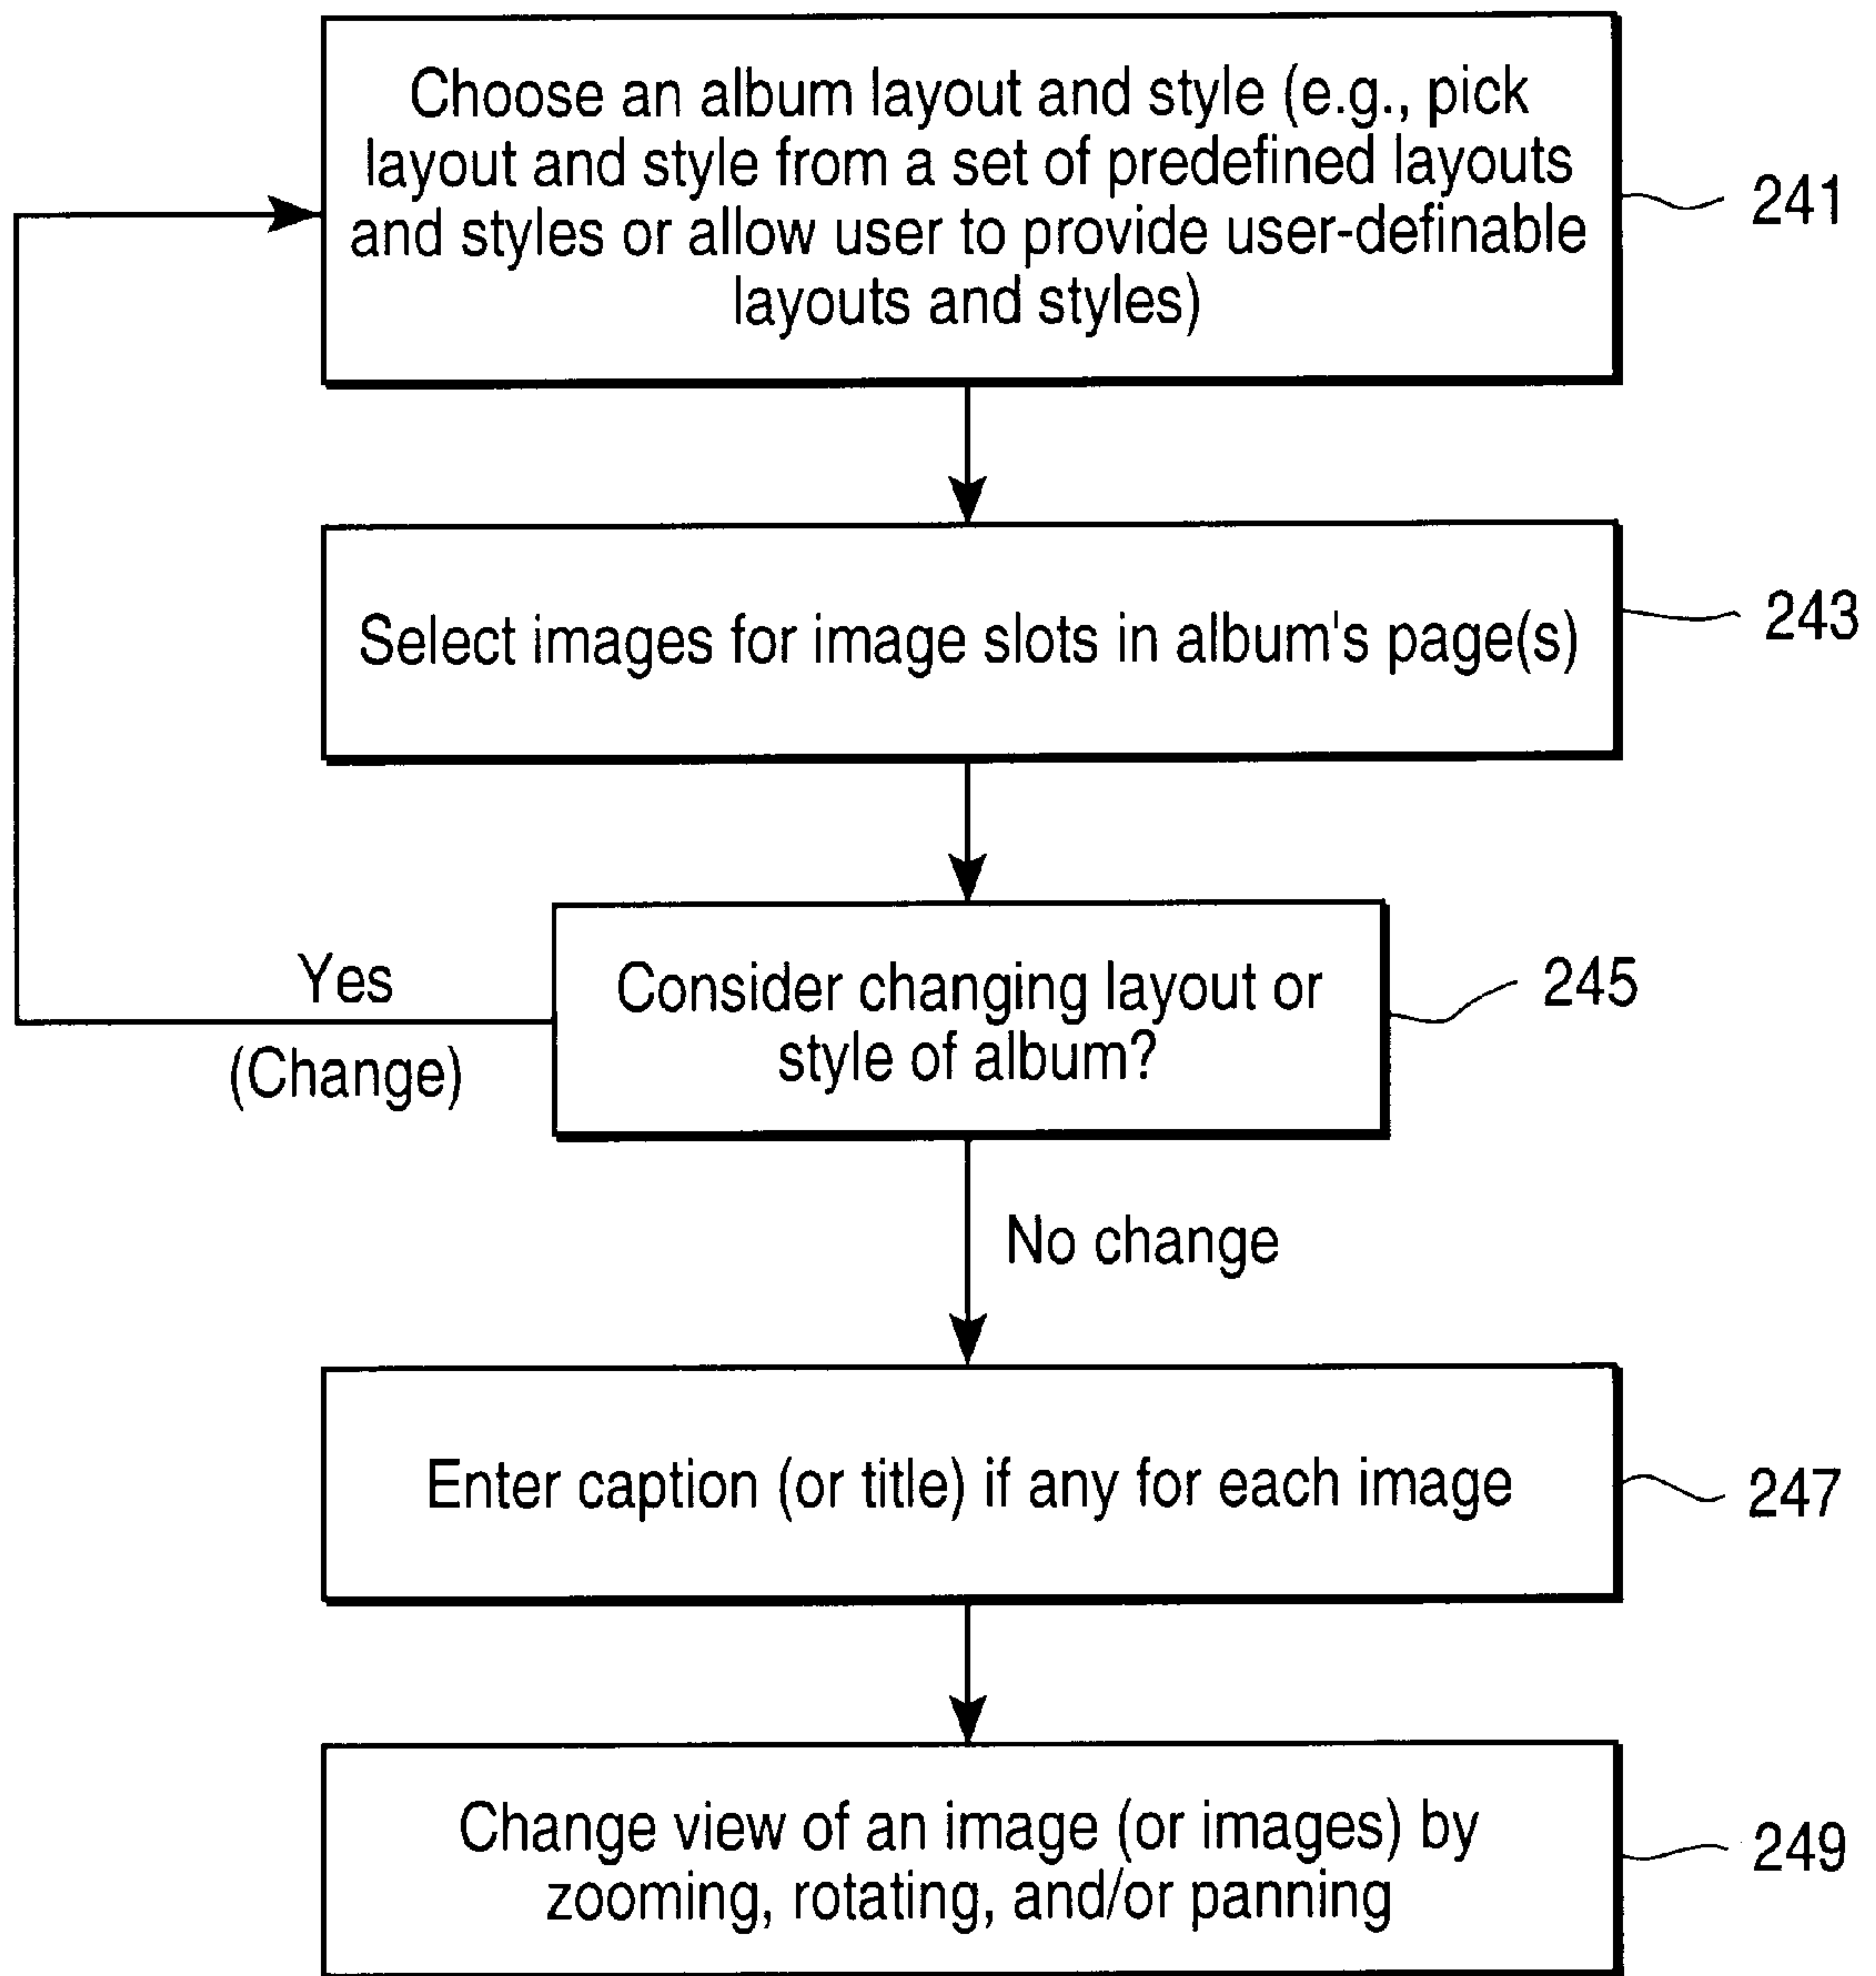 Choose an album layout and style (e.g., pick
layout and style from a set of predefined layouts
and styles or allow user to provide user-definable
layouts and styles)
241
Select images for image slots in album's page(s)
243
Consider changing layout or
style of album?
245
Yes
(Change)
No change
Enter caption (or title) if any for each image
247
Change view of an image (or images) by
zooming, rotating, and/or panning
249